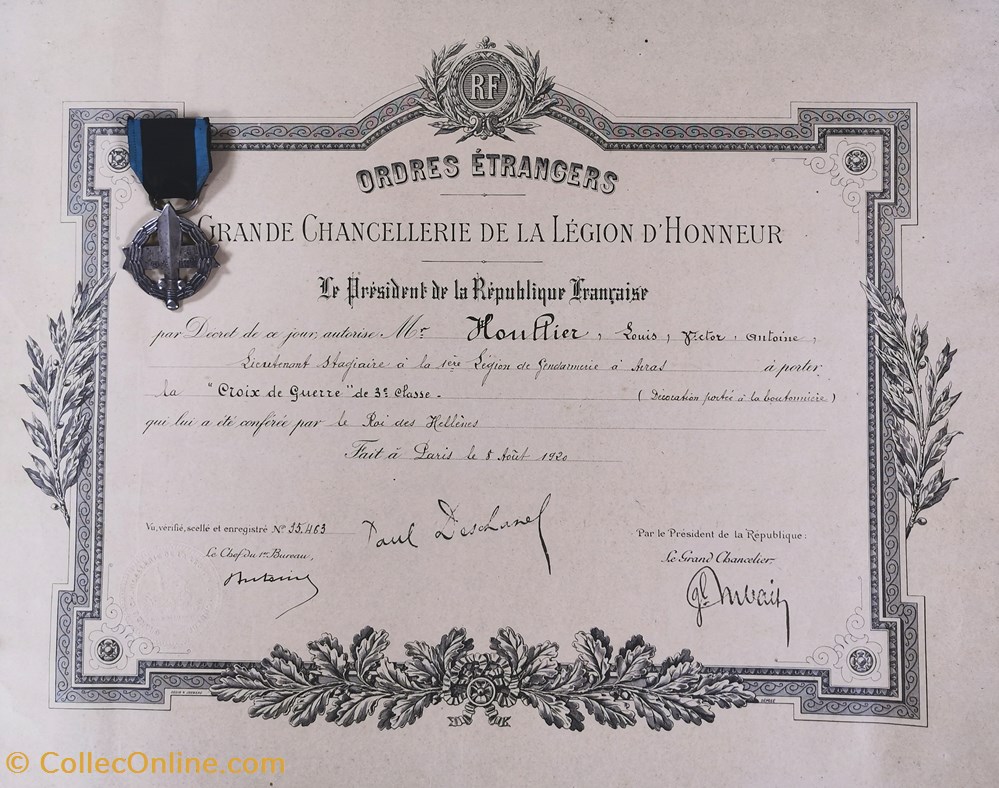 RF
ORDRES ÉTRANGERS
GRANDE CHANCELLERIE DE LA LÉGION D'HONNEUR
Le Président de la République Française
par Décret de ce jour, autorise Mr Houllier, Louis, Victor, Antoine,
Lieutenant Stagiaire à la 1ère Légion de Gendarmerie à Arras à porter
la "Croix de Guerre" de 3e Classe. (Décoration portée à la boutonnière)
qui lui a été conférée par le Roi des Hellènes
Fait à Paris le 8 Août 1920
Vu, vérifié, scellé et enregistré No 35.463
Le Chef du 1er Bureau,
Paul Deschanel
Par le Président de la République:
Le Grand Chancelier.
© CollecOnline.com